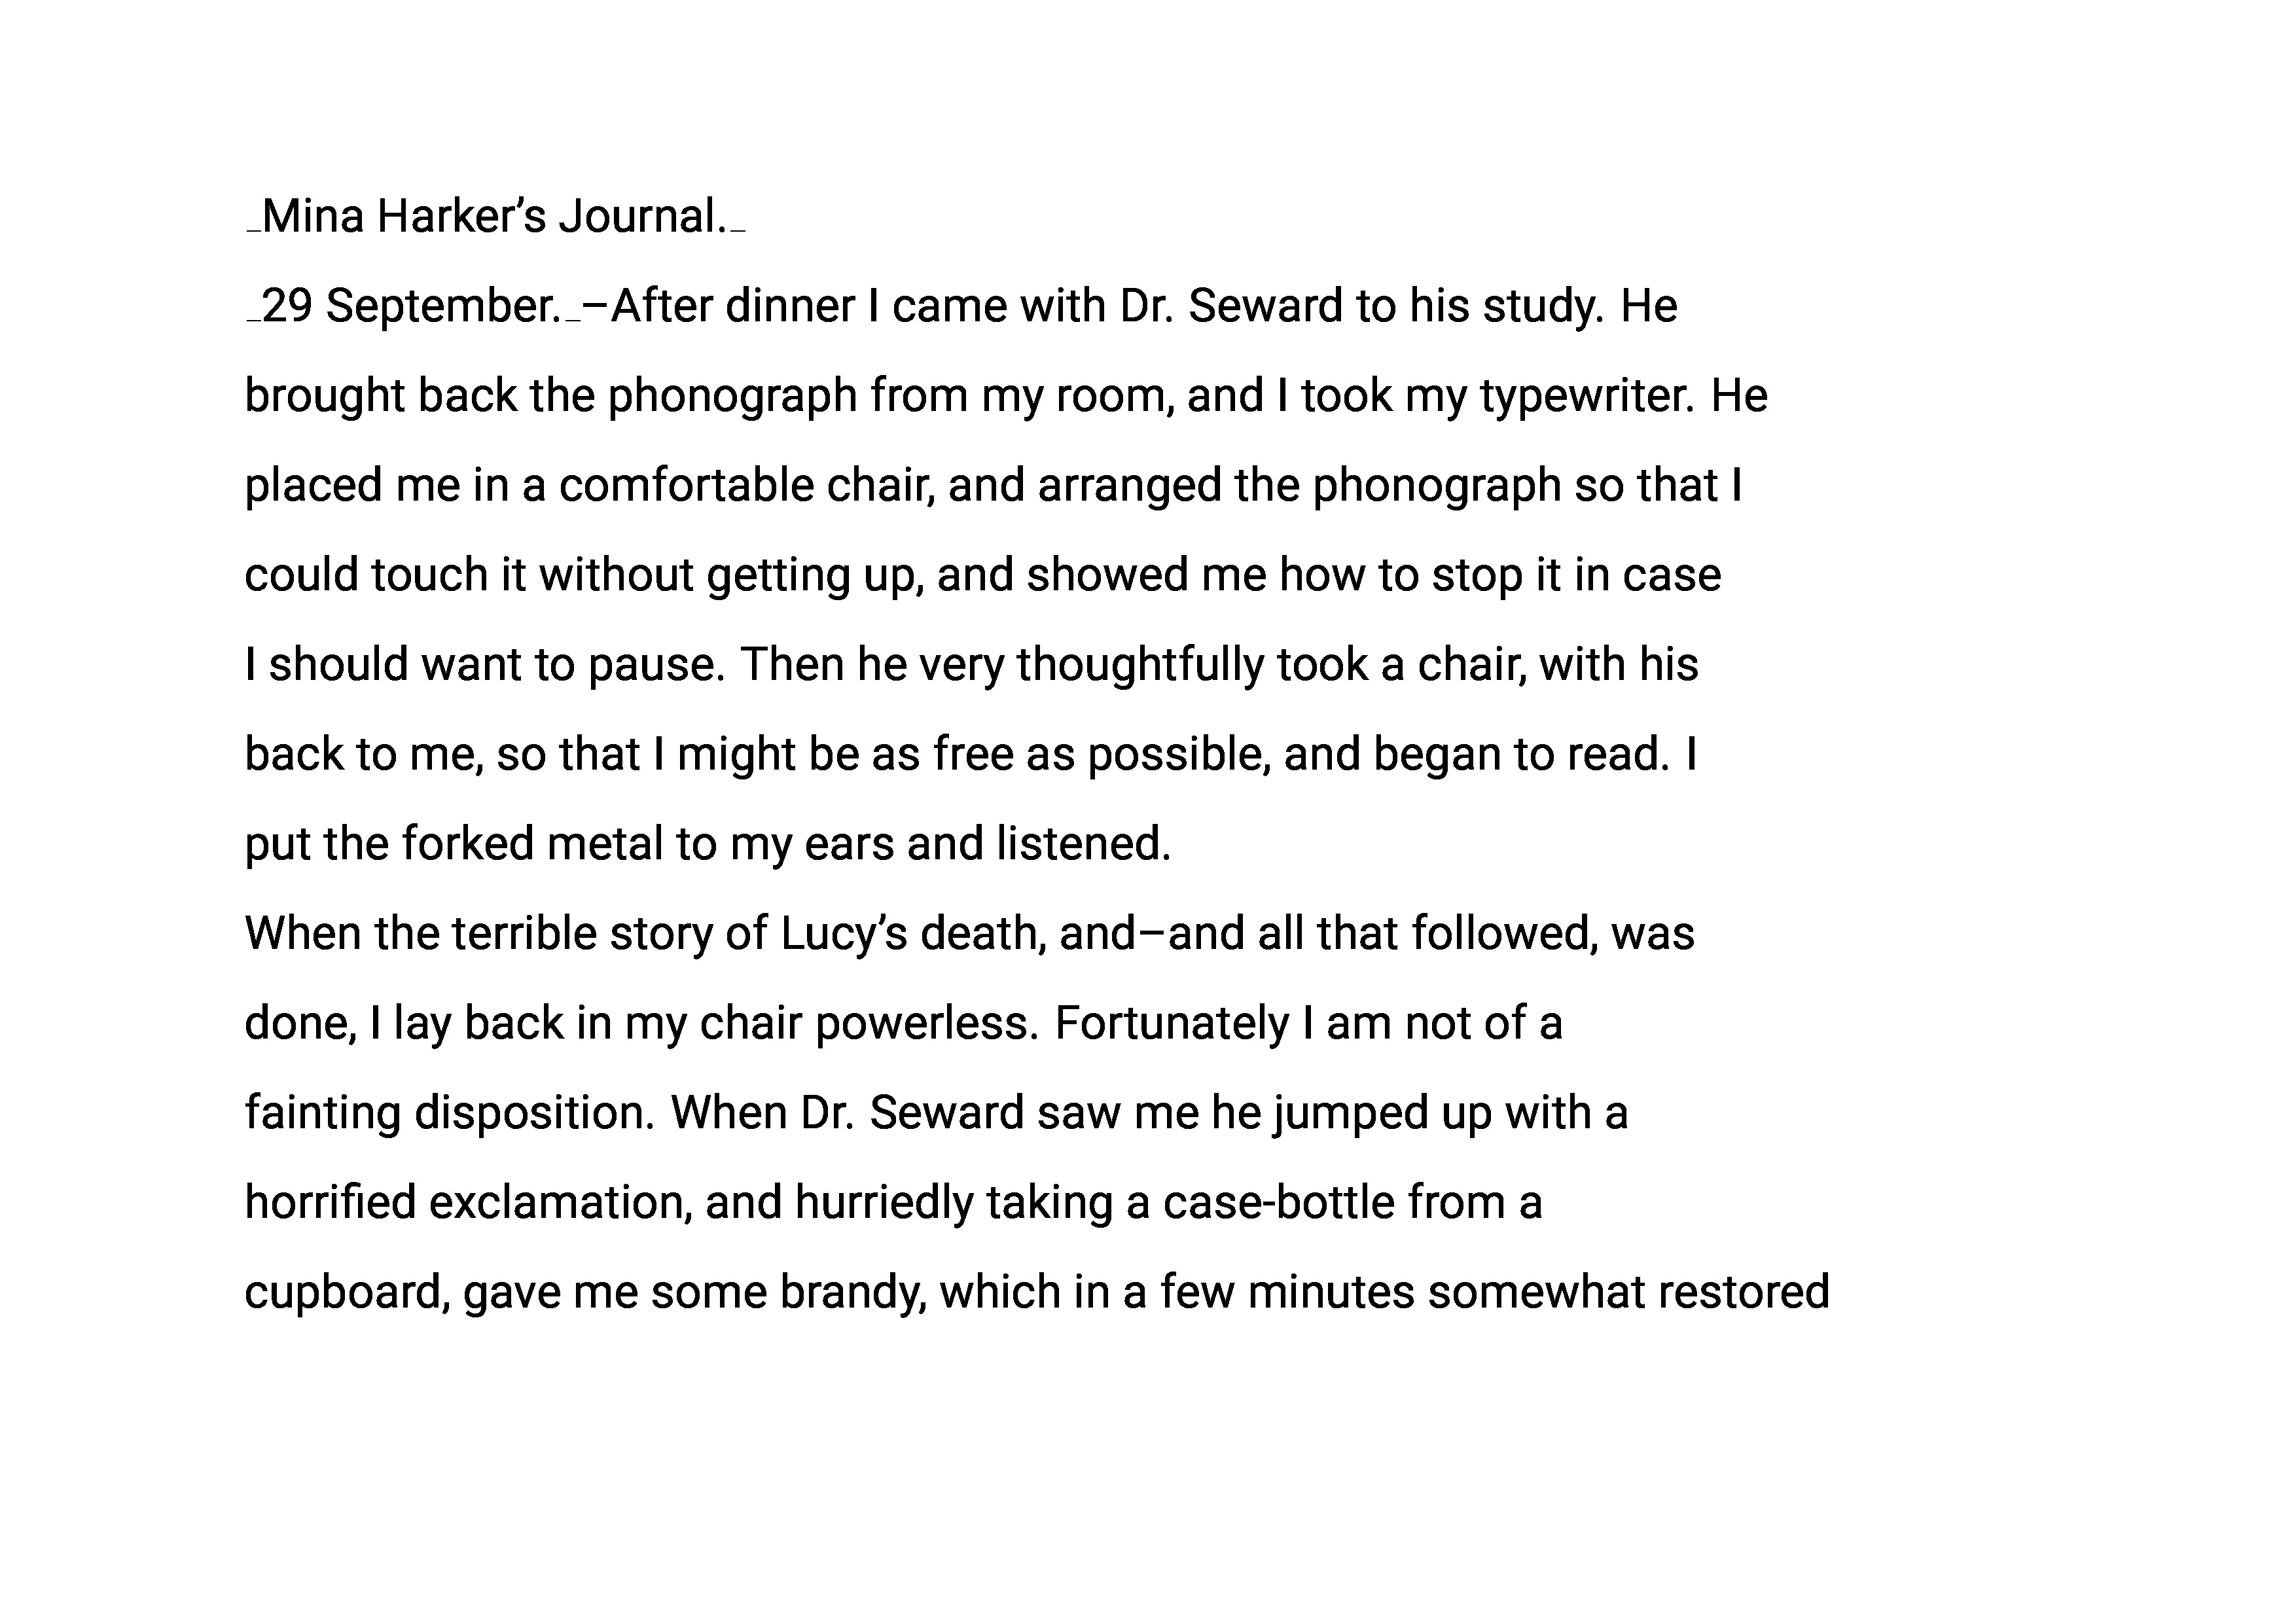 _Mina Harker’s Journal._
_29 September._–After dinner I came with Dr. Seward to his study. He
brought back the phonograph from my room, and I took my typewriter. He
placed me in a comfortable chair, and arranged the phonograph so that I
could touch it without getting up, and showed me how to stop it in case
I should want to pause. Then he very thoughtfully took a chair, with his
back to me, so that I might be as free as possible, and began to read. I
put the forked metal to my ears and listened.
When the terrible story of Lucy’s death, and–and all that followed, was
done, I lay back in my chair powerless. Fortunately I am not of a
fainting disposition. When Dr. Seward saw me he jumped up with a
horrified exclamation, and hurriedly taking a case-bottle from a
cupboard, gave me some brandy, which in a few minutes somewhat restored